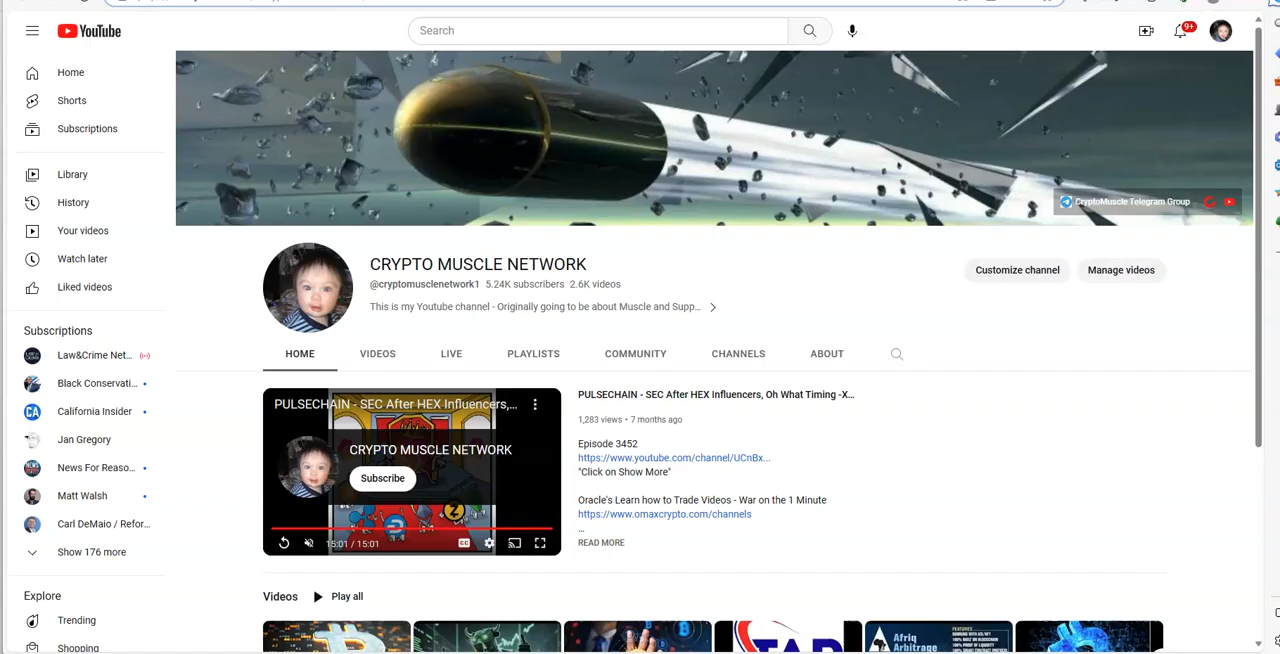 YouTube
Search
9+
Home
Shorts
Subscriptions
Library
History
Your videos
Watch later
Liked videos
Subscriptions
Law&Crime Net...
Black Conservati...
California Insider
Jan Gregory
News For Reaso...
Matt Walsh
Carl DeMaio / Refor...
Show 176 more
Explore
Trending
Shopping
CryptoMuscle Telegram Group
CRYPTO MUSCLE NETWORK
@cryptomusclenetwork1 5.24K subscribers 2.6K videos
This is my Youtube channel - Originally going to be about Muscle and Supp...
Customize channel
Manage videos
HOME
VIDEOS
LIVE
PLAYLISTS
COMMUNITY
CHANNELS
ABOUT
PULSECHAIN - SEC After HEX Influencers,...
CRYPTO MUSCLE NETWORK
Subscribe
15:01 / 15:01
CC
PULSECHAIN - SEC After HEX Influencers, Oh What Timing -X...
1,283 views • 7 months ago
Episode 3452
https://www.youtube.com/channel/UCnBx...
"Click on Show More"
Oracle's Learn how to Trade Videos - War on the 1 Minute
https://www.omaxcrypto.com/channels
...
READ MORE
Videos
Play all
TAP
Afriq
Arbitrage
FEATURES